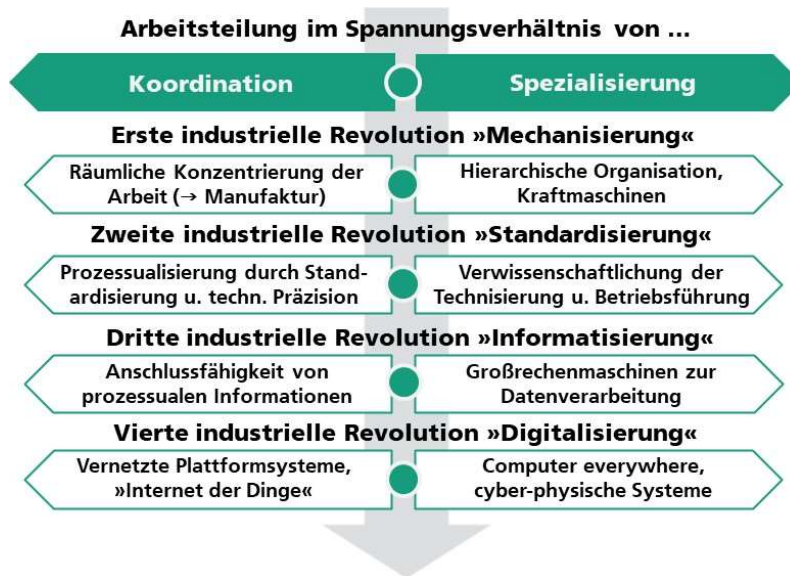 Arbeitsteilung im Spannungsverhältnis von ...
Koordination
Spezialisierung
Erste industrielle Revolution »Mechanisierung«
Räumliche Konzentrierung der
Arbeit (→ Manufaktur)
Hierarchische Organisation,
Kraftmaschinen
Zweite industrielle Revolution »Standardisierung«
Prozessualisierung durch Stand-
ardisierung u. techn. Präzision
Verwissenschaftlichung der
Technisierung u. Betriebsführung
Dritte industrielle Revolution »Informatisierung«
Anschlussfähigkeit von
prozessualen Informationen
Großrechenmaschinen zur
Datenverarbeitung
Vierte industrielle Revolution »Digitalisierung«
Vernetzte Plattformsysteme,
»Internet der Dinge«
Computer everywhere,
cyber-physische Systeme